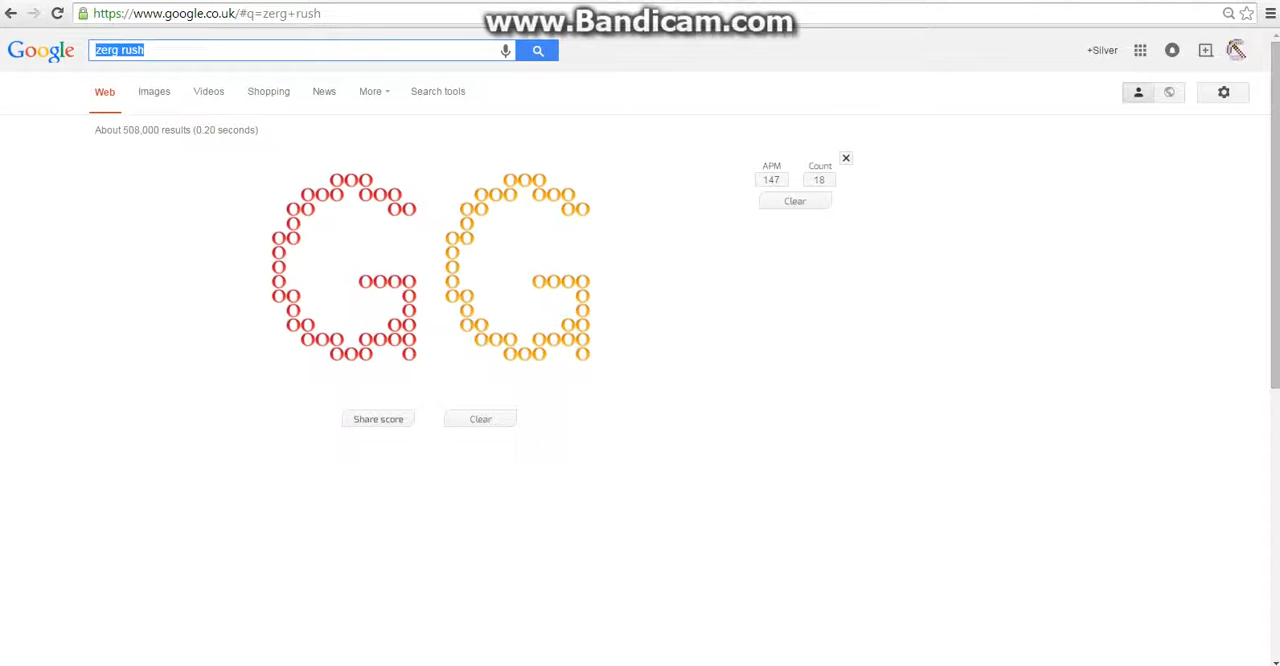 https://www.google.co.uk/#q=zerg+rush
www.Bandicam.com
Google
zerg rush
+Silver
Web Images Videos Shopping News More Search tools
About 508,000 results (0.20 seconds)
APM Count
147 18
Clear
GG
Share score Clear